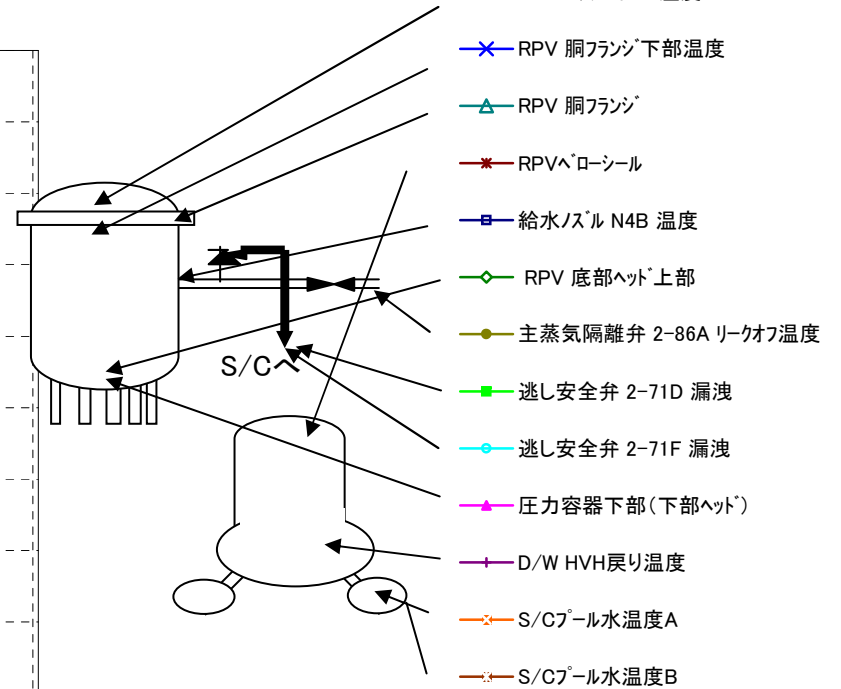 RPV 胴フランジ下部温度
RPV 胴フランジ
RPVベローシール
給水ノズル N4B 温度
RPV 底部ヘッド上部
主蒸気隔離弁 2-86A リークオフ温度
S/Cへ
逃し安全弁 2-71D 漏洩
逃し安全弁 2-71F 漏洩
圧力容器下部(下部ヘッド)
D/W HVH戻り温度
S/Cプール水温度A
S/Cプール水温度B